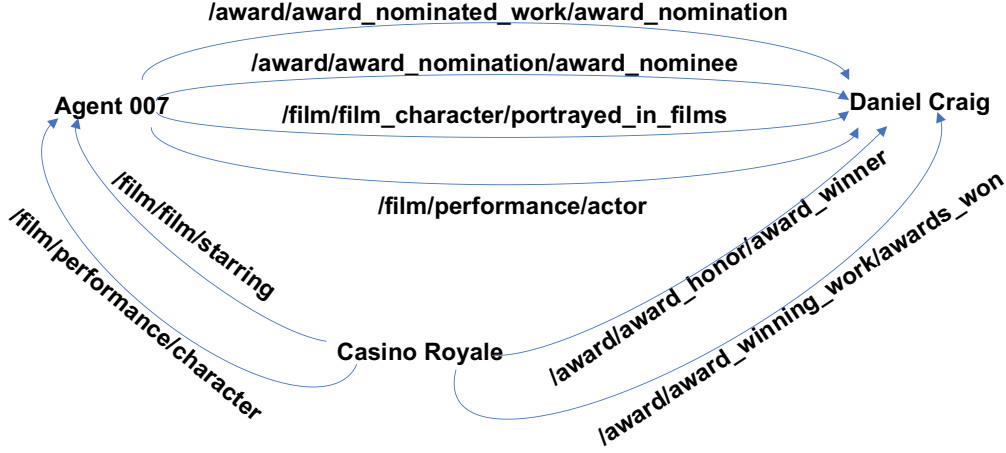 /award/award_nominated_work/award_nomination
/award/award_nomination/award_nominee
Agent 007
Daniel Craig
/film/film_character/portrayed_in_films
/film/performance/actor
/film/film/starring
/film/performance/character
/award/award_honor/award_winner
/award/award_winning_work/awards_won
Casino Royale